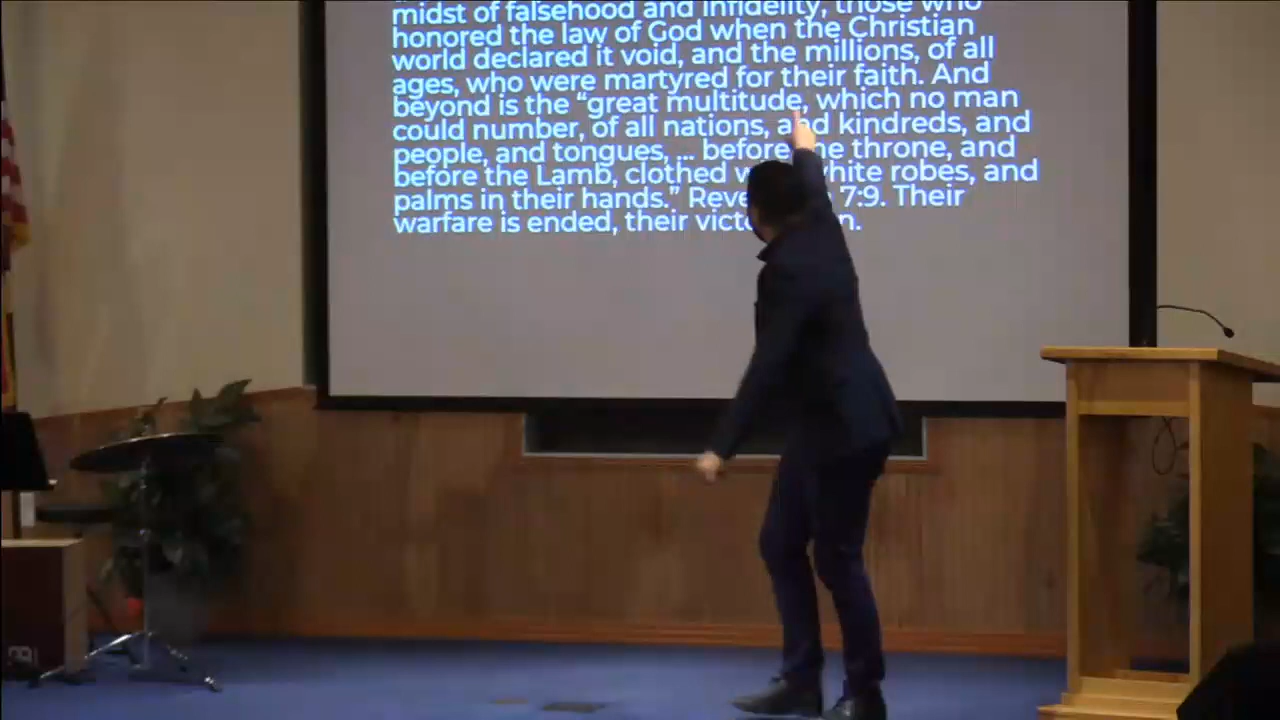 midst of falsehood and infidelity, those who
honored the law of God when the Christian
world declared it void, and the millions, of all
ages, who were martyred for their faith. And
beyond is the “great multitude, which no man
could number, of all nations, and kindreds, and
people, and tongues, ... before the throne, and
before the Lamb, clothed white robes, and
palms in their hands.” Reve 7:9. Their
warfare is ended, their victo n.